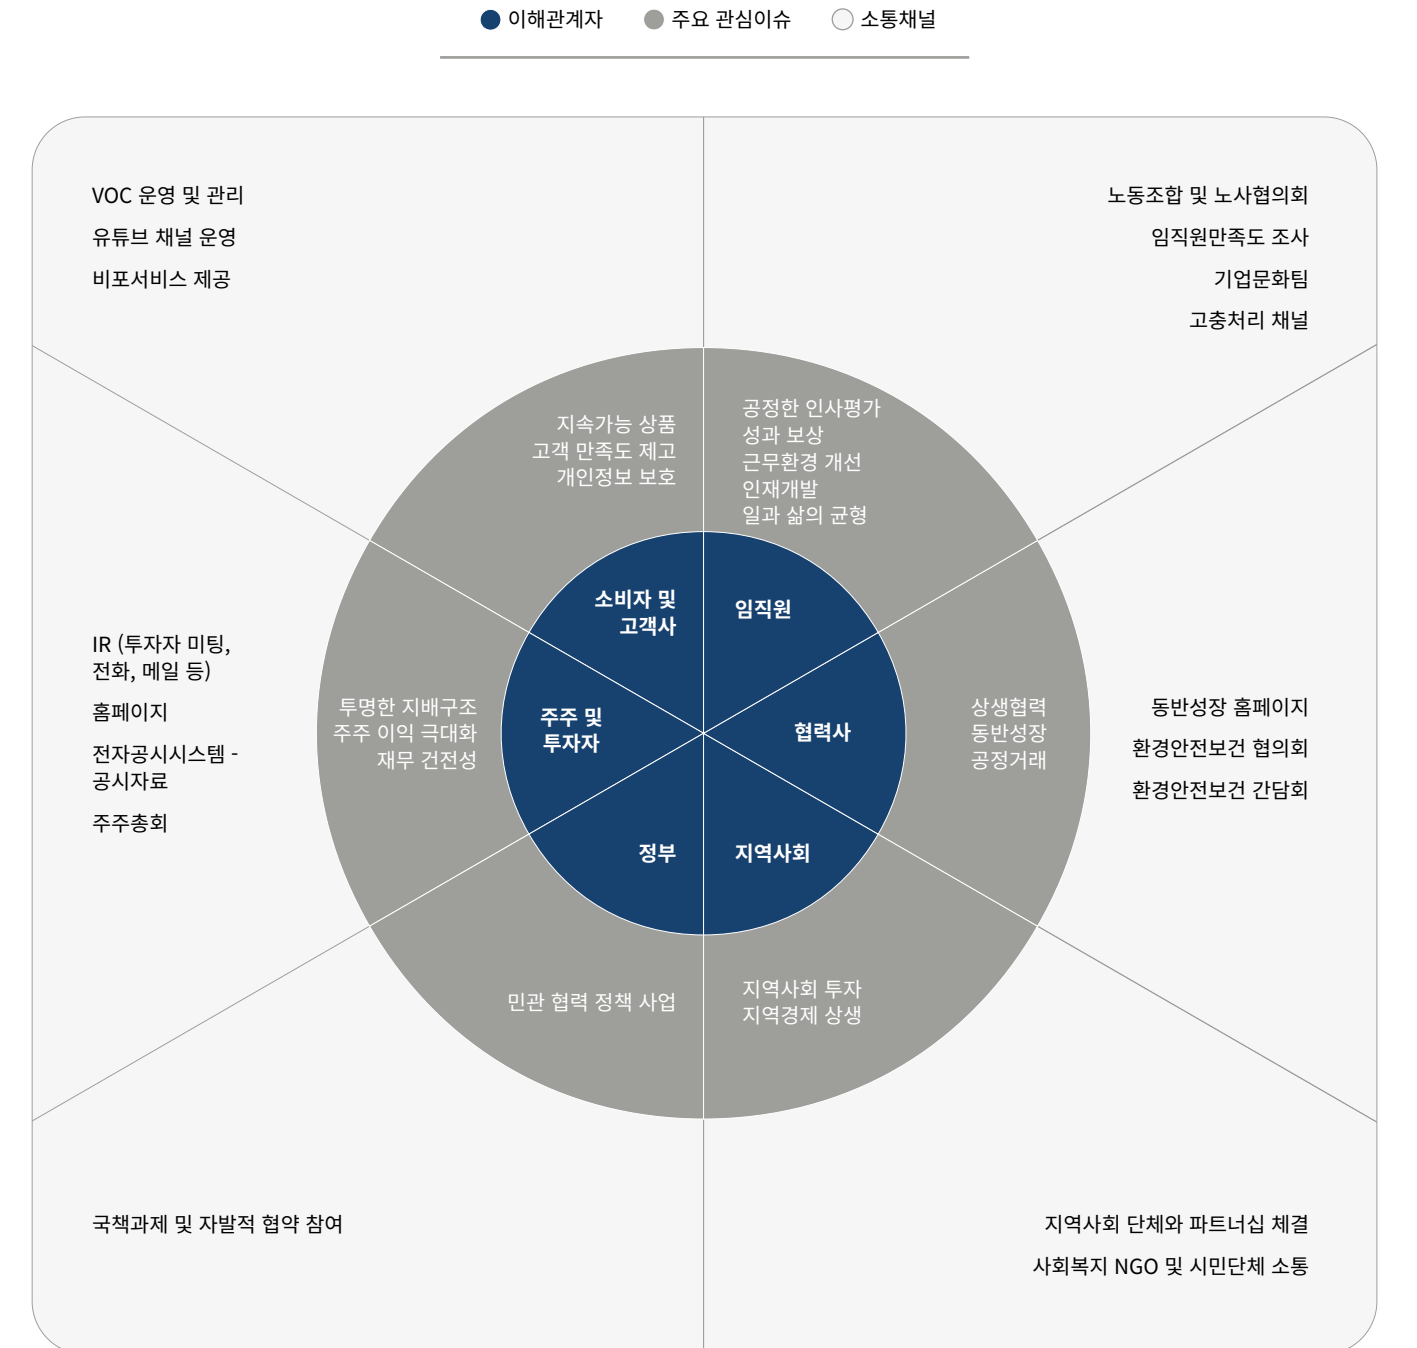 이해관계자
주요 관심이슈
소통채널
VOC 운영 및 관리
유튜브 채널 운영
비포서비스 제공
노동조합 및 노사협의회
임직원만족도 조사
기업문화팀
고충처리 채널
지속가능 상품
고객 만족도 제고
개인정보 보호
공정한 인사평가
성과 보상
근무환경 개선
인재개발
일과 삶의 균형
소비자 및
고객사
임직원
IR (투자자 미팅,
전화, 메일 등)
홈페이지
전자공시시스템 -
공시자료
주주총회
투명한 지배구조
주주 이익 극대화
재무 건전성
주주 및
투자자
협력사
상생협력
동반성장
공정거래
동반성장 홈페이지
환경안전보건 협의회
환경안전보건 간담회
정부
지역사회
민관 협력 정책 사업
지역사회 투자
지역경제 상생
국책과제 및 자발적 협약 참여
지역사회 단체와 파트너십 체결
사회복지 NGO 및 시민단체 소통